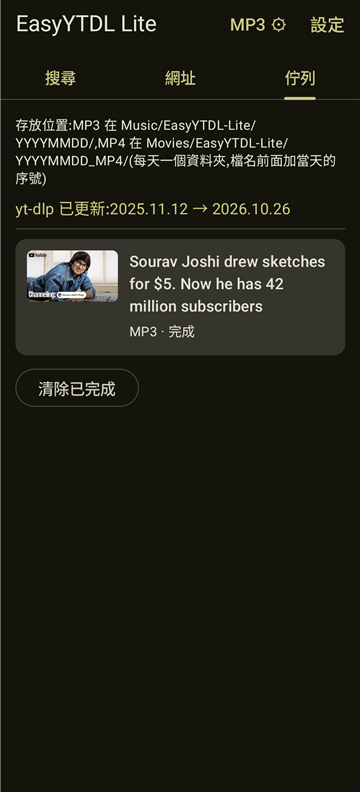 EasyYTDL Lite
MP3 設定
搜尋 網址 佇列
存放位置:MP3 在 Music/EasyYTDL-Lite/
YYYYMMDD/,MP4 在 Movies/EasyYTDL-Lite/
YYYYMMDD_MP4/(每天一個資料夾,檔名前面加當天的
序號)
yt-dlp 已更新:2025.11.12 → 2026.10.26
YouTube
Channeling
Sourav Joshi drew sketches
for $5. Now he has 42
million subscribers
MP3 · 完成
清除已完成